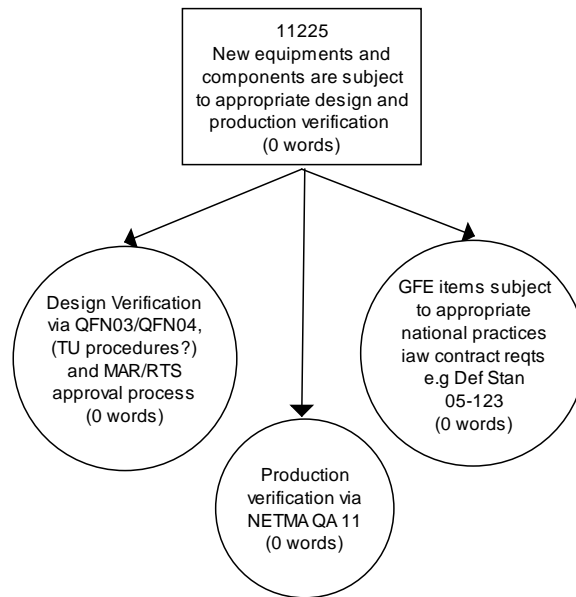 11225
New equipments and
components are subject
to appropriate design and
production verification
(0 words)
Design Verification
via QFN03/QFN04,
(TU procedures?)
and MAR/RTS
approval process
(0 words)
GFE items subject
to appropriate
national practices
iaw contract reqts
e.g Def Stan
05-123
(0 words)
Production
verification via
NETMA QA 11
(0 words)